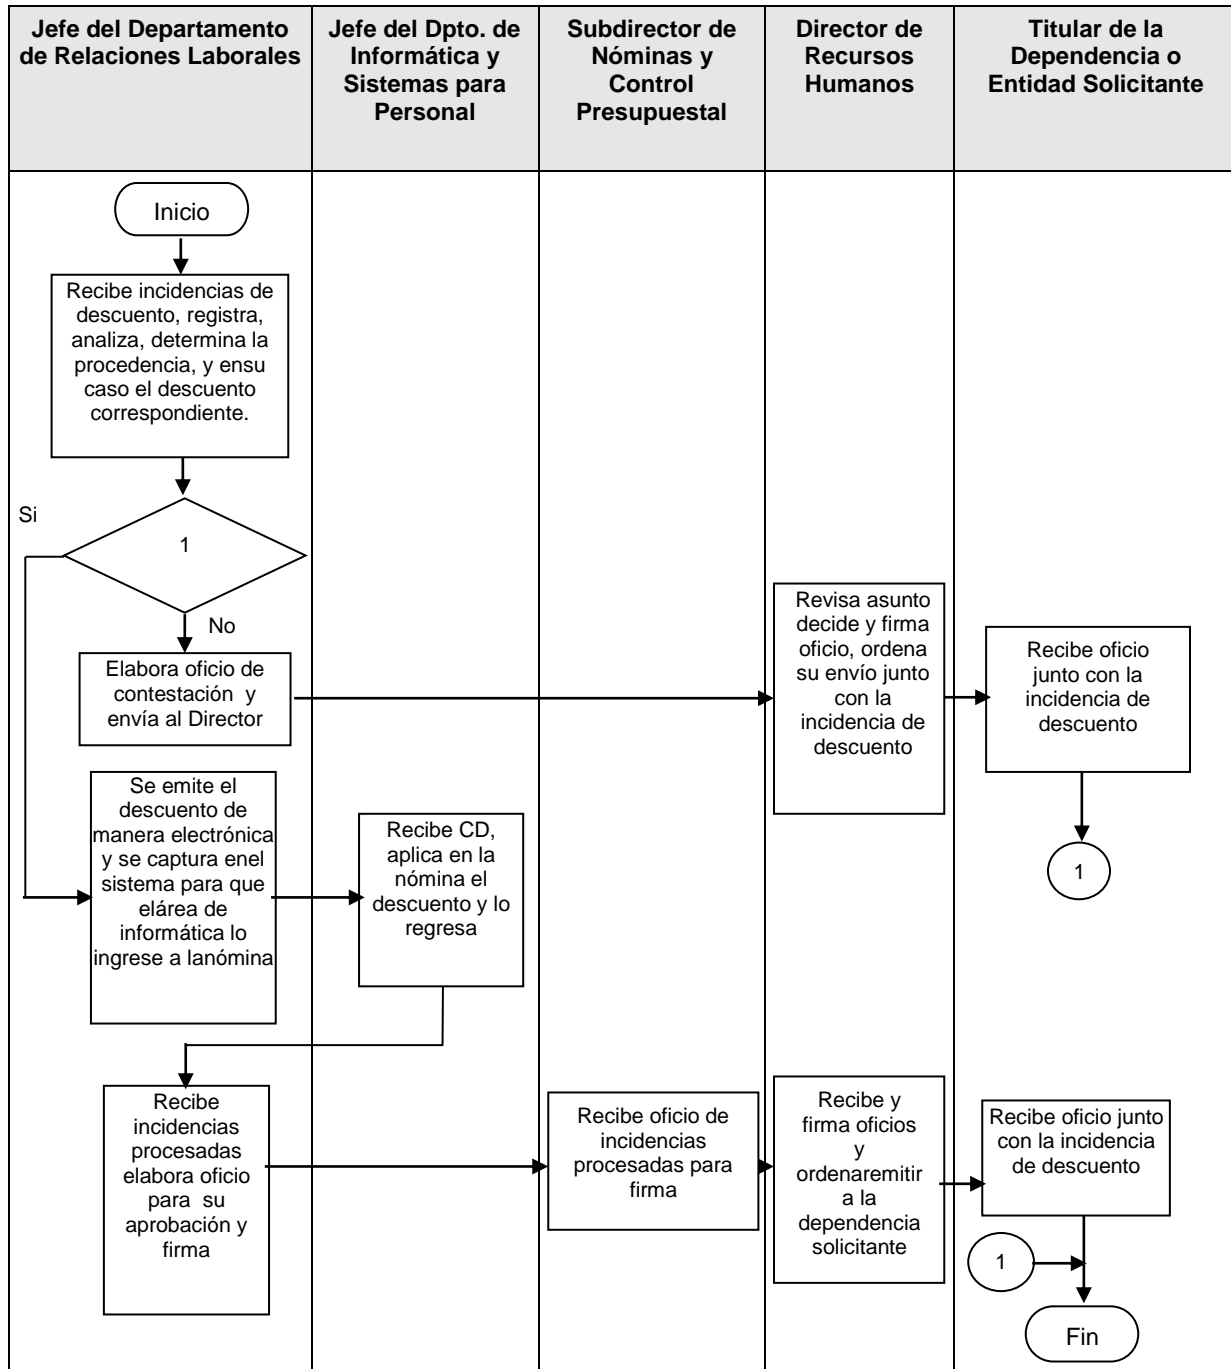 Jefe del Departamento
de Relaciones Laborales
Jefe del Dpto. de
Informática y
Sistemas para
Personal
Subdirector de
Nóminas y
Control
Presupuestal
Director de
Recursos
Humanos
Titular de la
Dependencia o
Entidad Solicitante
Inicio
Recibe incidencias de
descuento, registra,
analiza, determina la
procedencia, y ensu
caso el descuento
correspondiente.
Si
1
No
Elabora oficio de
contestación y
envía al Director
Revisa asunto
decide y firma
oficio, ordena
su envío junto
con la
incidencia de
descuento
Recibe oficio
junto con la
incidencia de
descuento
1
Se emite el
descuento de
manera electrónica
y se captura enel
sistema para que
elárea de
informática lo
ingrese a lanómina
Recibe CD,
aplica en la
nómina el
descuento y lo
regresa
Recibe
incidencias
procesadas
elabora oficio
para su
aprobación y
firma
Recibe oficio de
incidencias
procesadas para
firma
Recibe y
firma oficios
y
ordenaremitir
a la
dependencia
solicitante
Recibe oficio junto
con la incidencia
de descuento
1
Fin